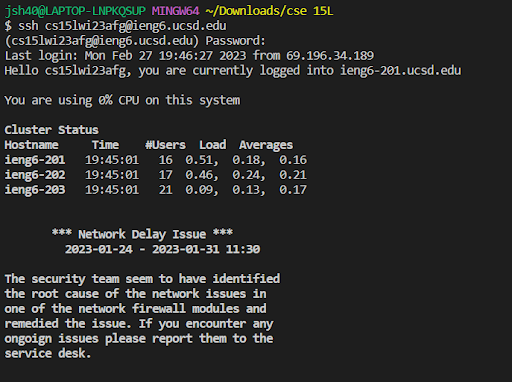 jsh40@LAPTOP-LNPKQSUP MINGW64 ~/Downloads/cse 15L
$ ssh cs15lwi23afg@ieng6.ucsd.edu
(cs15lwi23afg@ieng6.ucsd.edu) Password:
Last login: Mon Feb 27 19:46:27 2023 from 69.196.34.189
Hello cs15lwi23afg, you are currently logged into ieng6-201.ucsd.edu
You are using 0% CPU on this system
Cluster Status
Hostname Time #Users Load Averages
ieng6-201 19:45:01 16 0.51, 0.18, 0.16
ieng6-202 19:45:01 17 0.46, 0.24, 0.21
ieng6-203 19:45:01 21 0.09, 0.13, 0.17
*** Network Delay Issue ***
2023-01-24 - 2023-01-31 11:30
The security team seem to have identified
the root cause of the network issues in
one of the network firewall modules and
remedied the issue. If you encounter any
ongoign issues please report them to the
service desk.